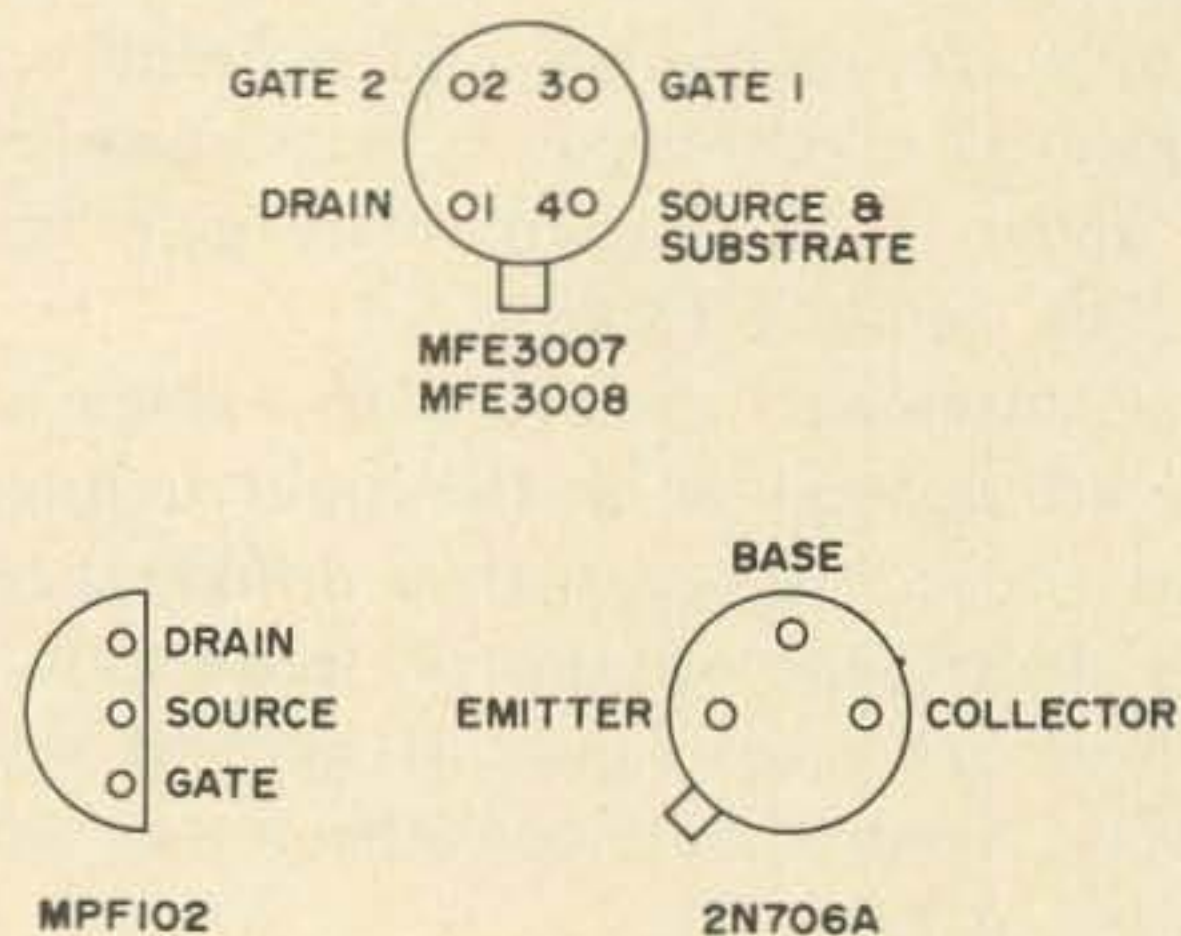 GATE 2 O2 3O GATE 1
DRAIN O1 4O SOURCE &
SUBSTRATE
MFE3007
MFE3008
BASE
DRAIN
SOURCE EMITTER COLLECTOR
GATE
MPF102 2N706A